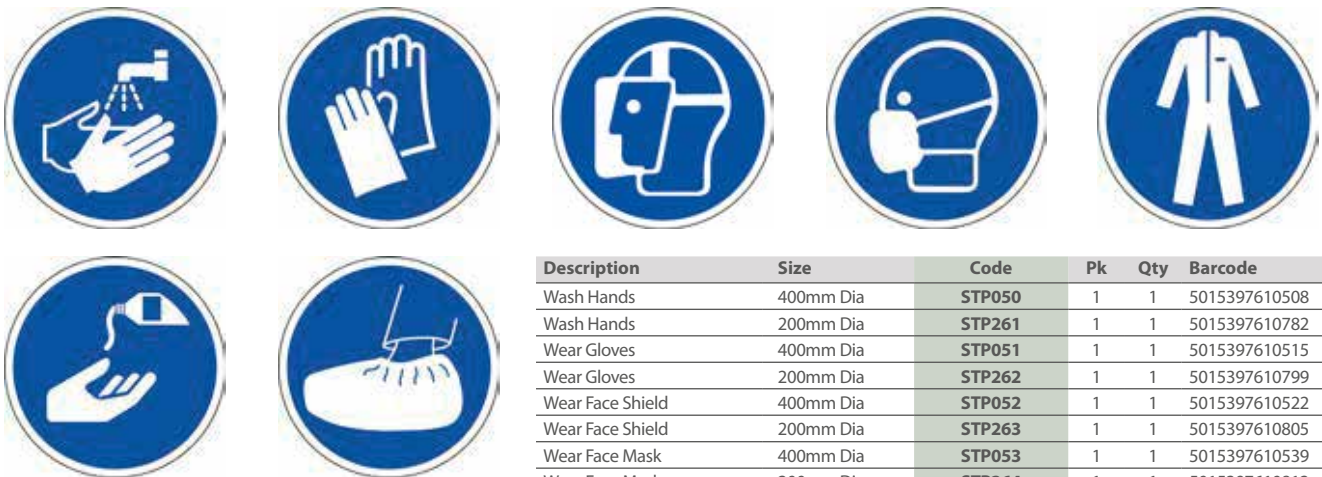 Description Size Code Pk Qty Barcode
Wash Hands 400mm Dia STP050 1 1 5015397610508
Wash Hands 200mm Dia STP261 1 1 5015397610782
Wear Gloves 400mm Dia STP051 1 1 5015397610515
Wear Gloves 200mm Dia STP262 1 1 5015397610799
Wear Face Shield 400mm Dia STP052 1 1 5015397610522
Wear Face Shield 200mm Dia STP263 1 1 5015397610805
Wear Face Mask 400mm Dia STP053 1 1 5015397610539